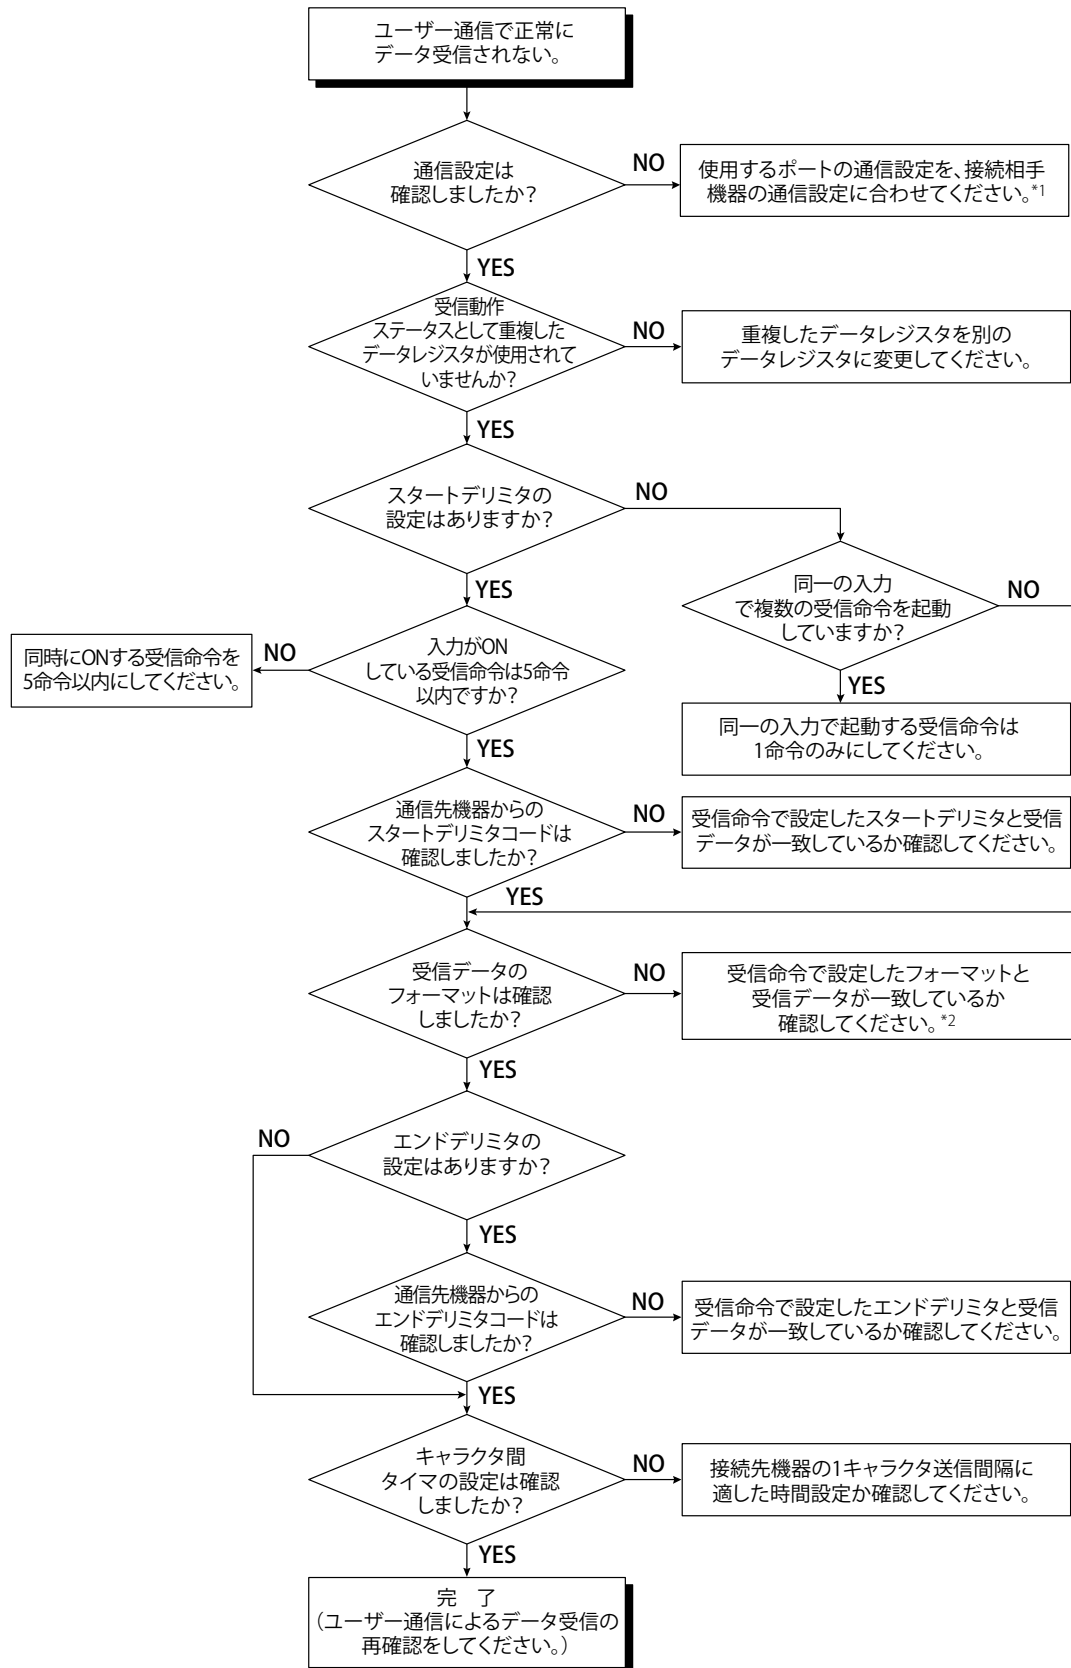 ユーザー通信で正常に
データ受信されない。
通信設定は
確認しましたか？
NO
使用するポートの通信設定を、接続相手
機器の通信設定に合わせてください。*1
YES
受信動作
ステータスとして重複した
データレジスタが使用されて
いませんか？
NO
重複したデータレジスタを別の
データレジスタに変更してください。
YES
スタートデリミタの
設定はありますか？
NO
YES
同一の入力
で複数の受信命令を起動
していますか？
NO
入力がON
している受信命令は5命令
以内ですか？
NO
同時にONする受信命令を
5命令以内にしてください。
YES
同一の入力で起動する受信命令は
1命令のみにしてください。
YES
通信先機器からの
スタートデリミタコードは
確認しましたか？
NO
受信命令で設定したスタートデリミタと受信
データが一致しているか確認してください。
YES
受信データの
フォーマットは確認
しましたか？
NO
受信命令で設定したフォーマットと
受信データが一致しているか
確認してください。*2
YES
エンドデリミタの
設定はありますか？
NO
YES
通信先機器からの
エンドデリミタコードは
確認しましたか？
NO
受信命令で設定したエンドデリミタと受信
データが一致しているか確認してください。
YES
キャラクタ間
タイマの設定は確認
しましたか？
NO
接続先機器の1キャラクタ送信間隔に
適した時間設定か確認してください。
YES
完　了
（ユーザー通信によるデータ受信の
再確認をしてください。）